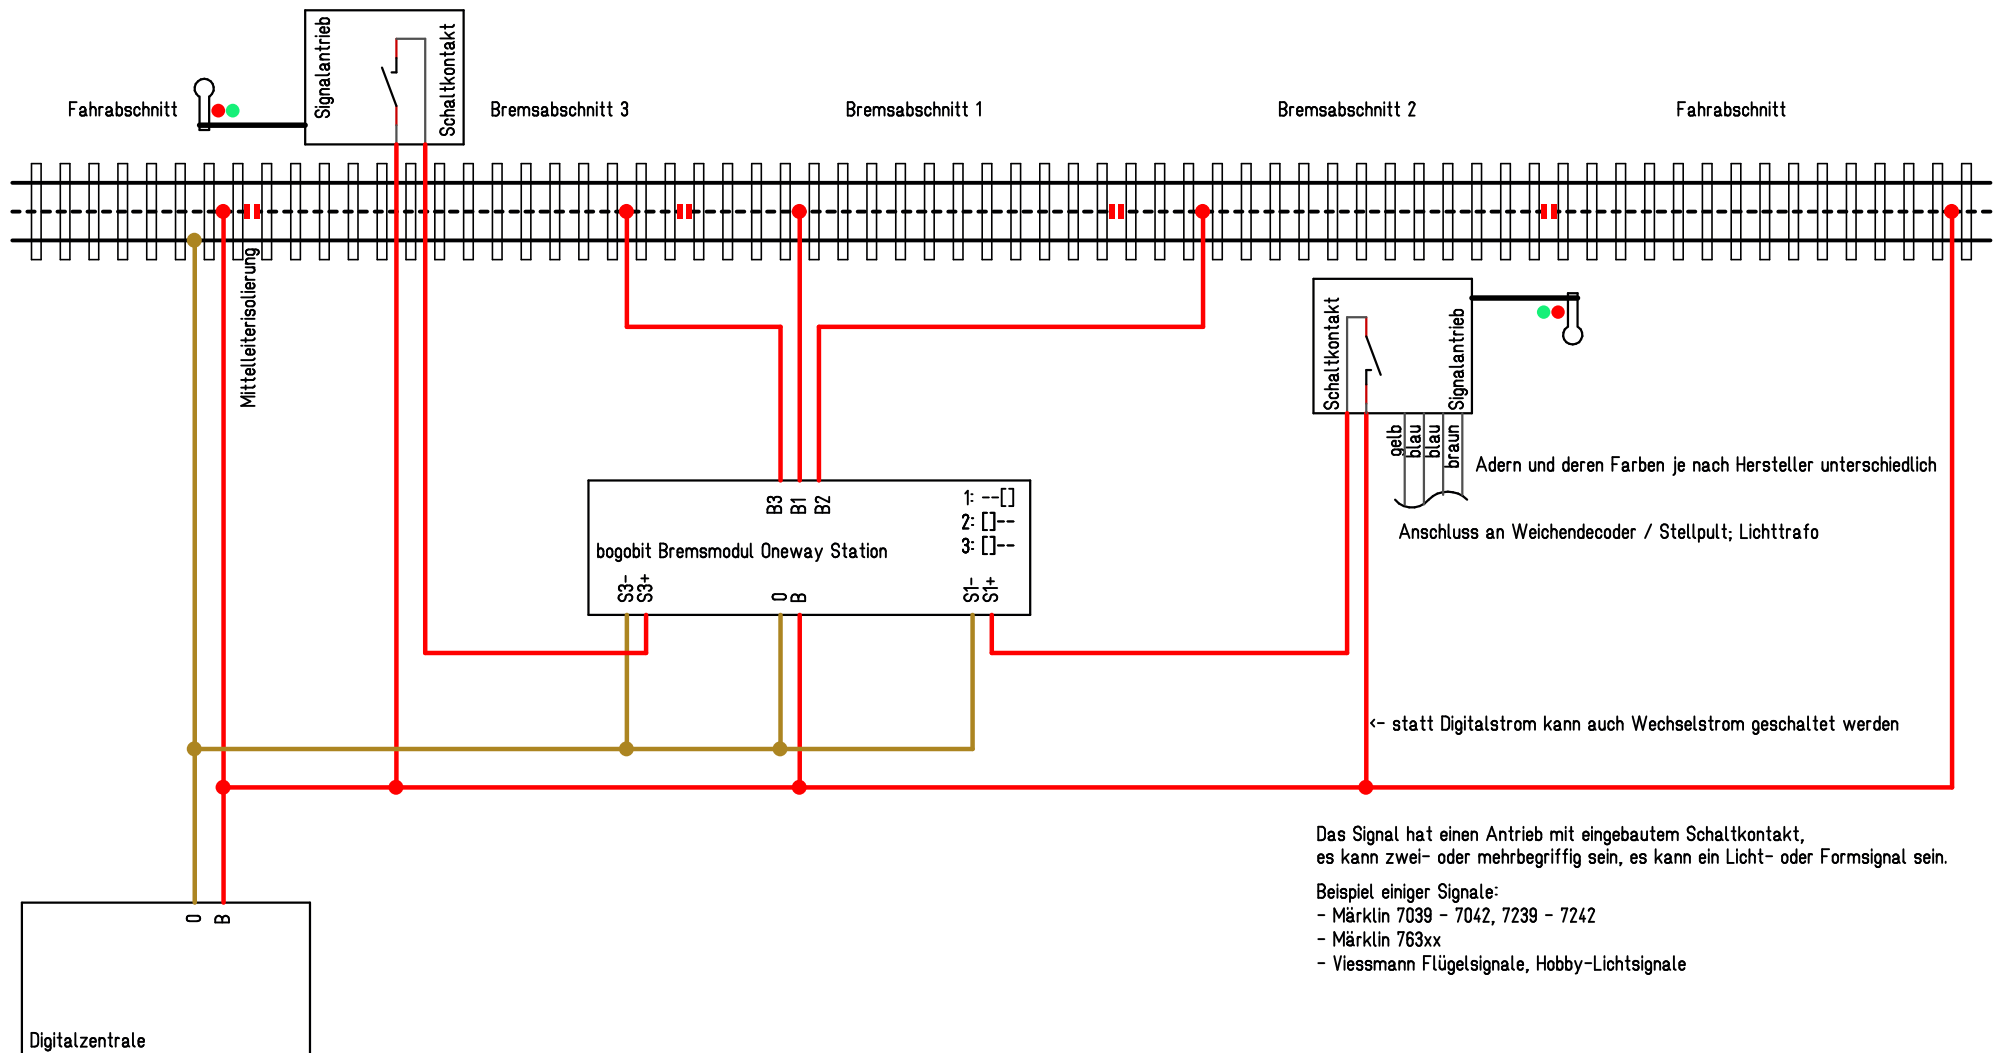 Signalantrieb
Schaltkontakt
Fahrabschnitt
Bremsabschnitt 3
Bremsabschnitt 1
Bremsabschnitt 2
Fahrabschnitt
Mittelleiterisolierung
Schaltkontakt
Signalantrieb
gelb
blau
blau
braun
Adern und deren Farben je nach Hersteller unterschiedlich
Anschluss an Weichendecoder / Stellpult; Lichttrafo
B3
B1
B2
1: --[]
2: []--
3: []--
bogobit Bremsmodul Oneway Station
S3-
S3+
0
B
S1-
S1+
<- statt Digitalstrom kann auch Wechselstrom geschaltet werden
Das Signal hat einen Antrieb mit eingebautem Schaltkontakt,
es kann zwei- oder mehrbegriffig sein, es kann ein Licht- oder Formsignal sein.
Beispiel einiger Signale:
- Märklin 7039 - 7042, 7239 - 7242
- Märklin 763xx
- Viessmann Flügelsignale, Hobby-Lichtsignale
0
B
Digitalzentrale